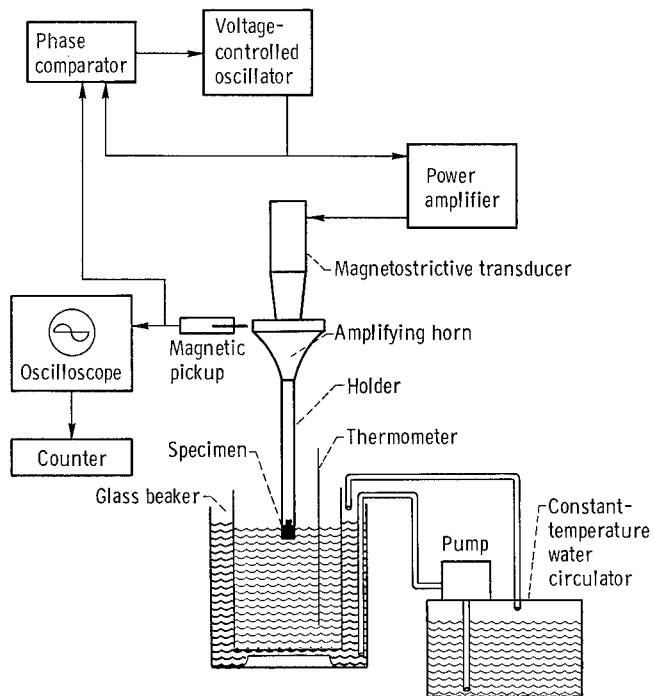 Voltage-
controlled
oscillator
Phase
comparator
Power
amplifier
Magnetostrictive transducer
Amplifying horn
Magnetic
pickup
Oscilloscope
Holder
Counter
Specimen
Thermometer
Glass beaker
Pump
Constant-
temperature
water
circulator